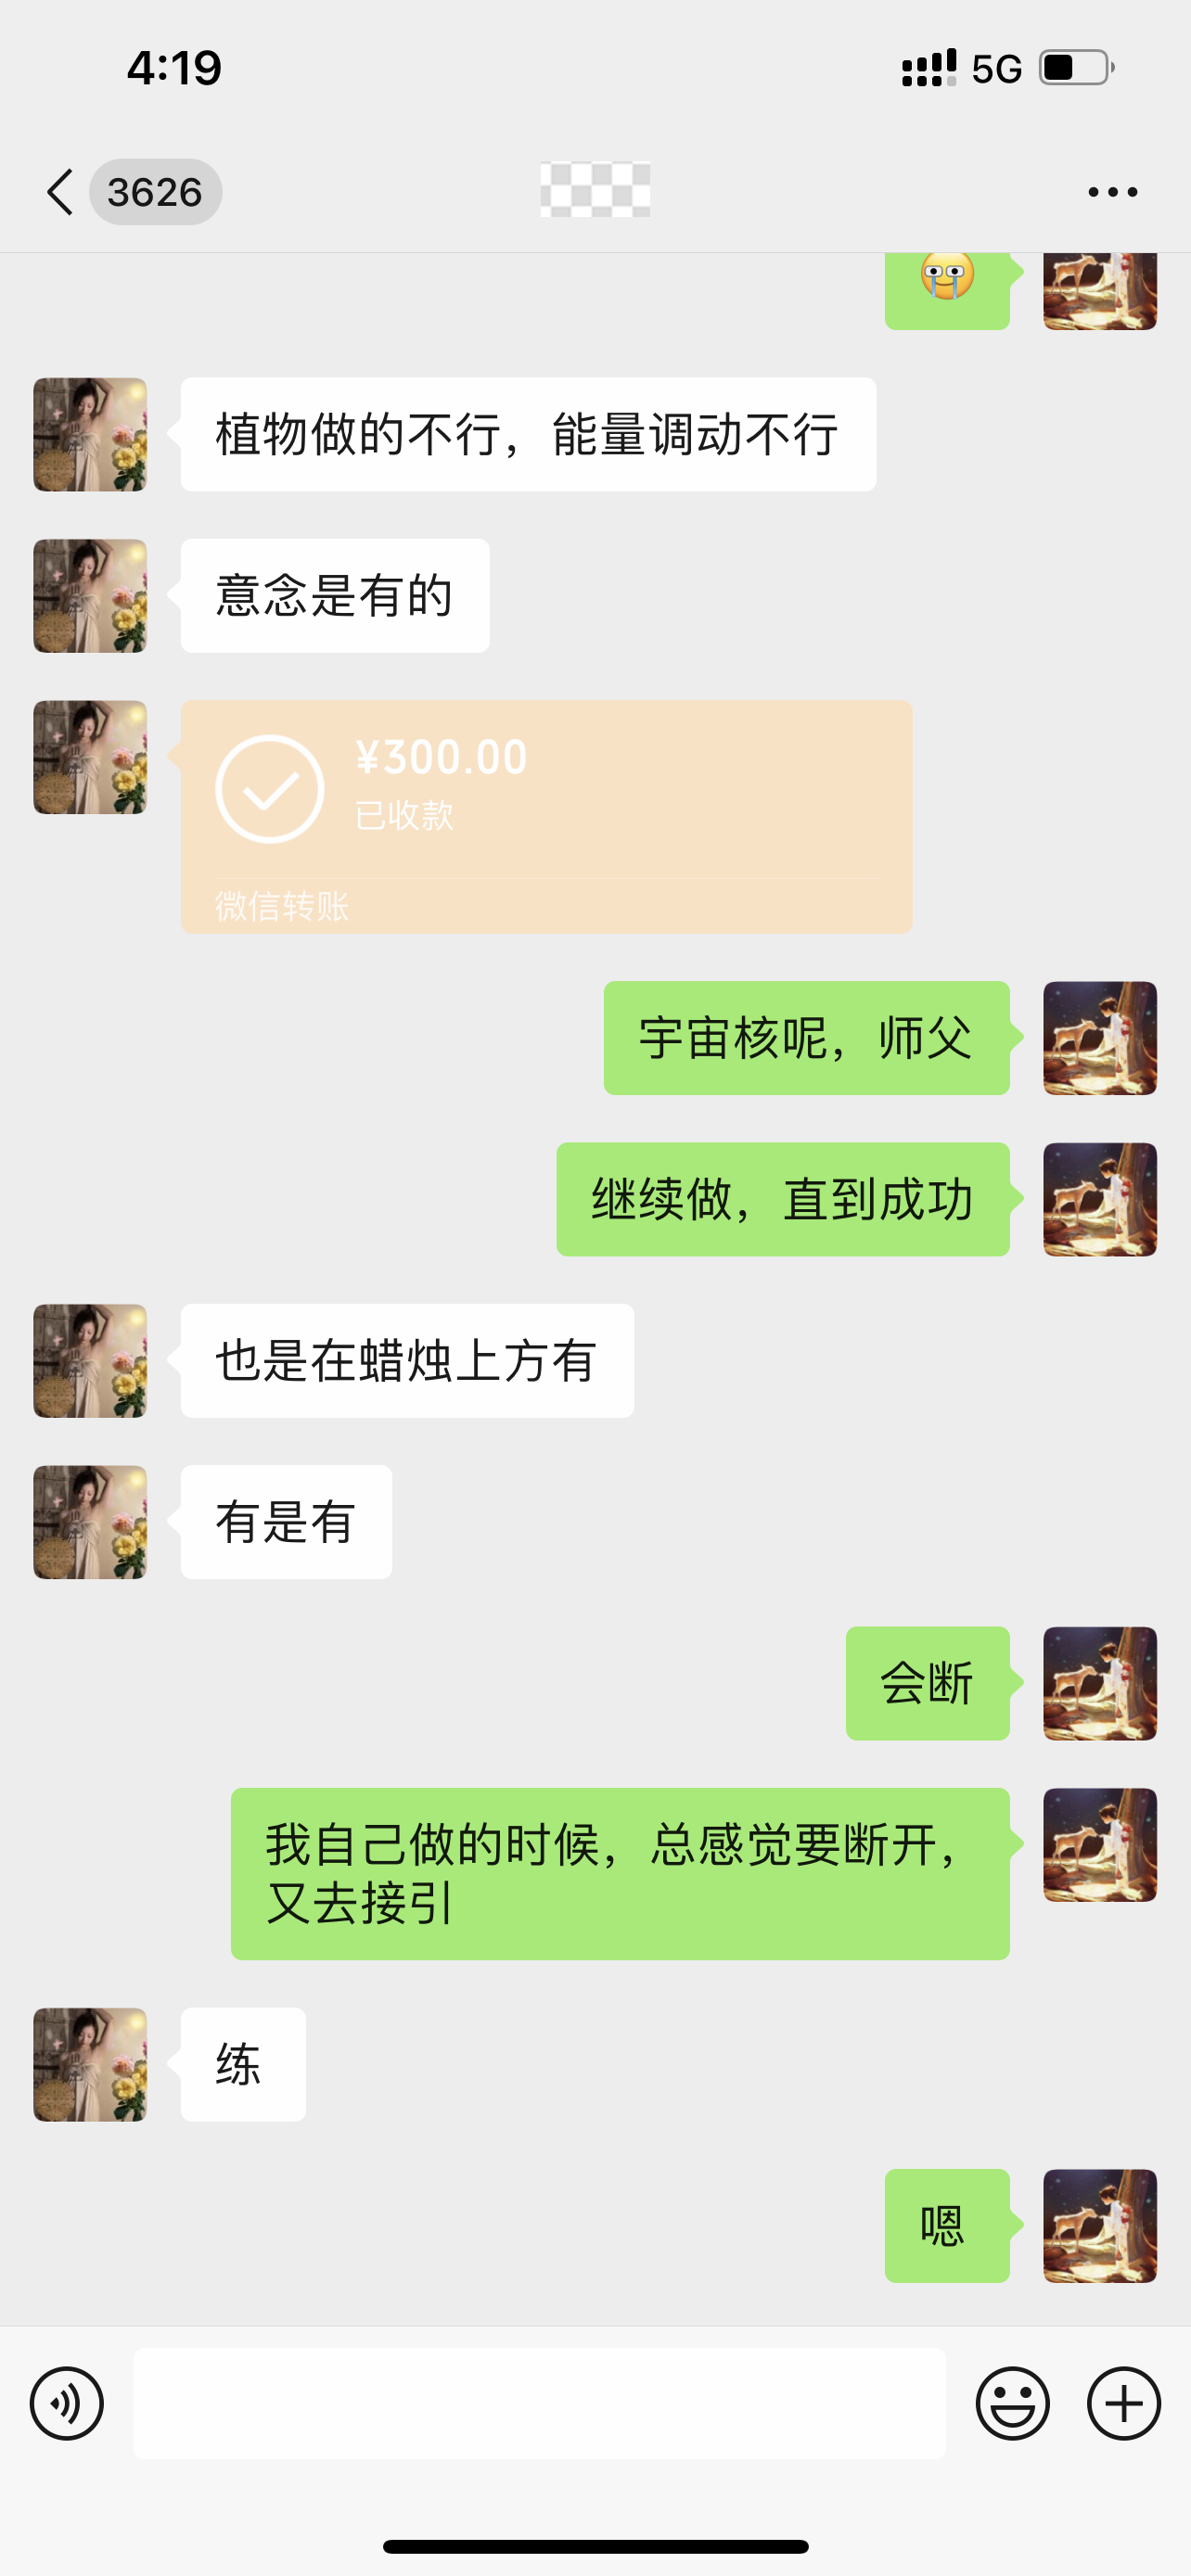 4:19
5G
3626
植物做的不行，能量调动不行
意念是有的
¥300.00
已收款
微信转账
宇宙核呢，师父
继续做，直到成功
也是在蜡烛上方有
有是有
会断
我自己做的时候，总感觉要断开，
又去接引
练
嗯